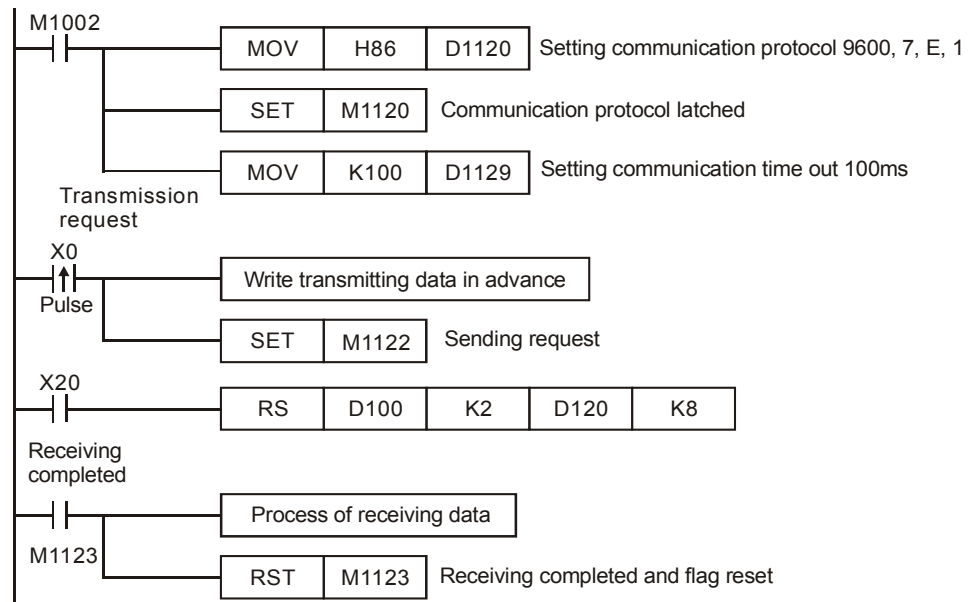 M1002
MOV H86 D1120 Setting communication protocol 9600, 7, E, 1
SET M1120 Communication protocol latched
MOV K100 D1129 Setting communication time out 100ms
Transmission
request
X0
Write transmitting data in advance
Pulse
SET M1122 Sending request
X20
RS D100 K2 D120 K8
Receiving
completed
Process of receiving data
M1123
RST M1123 Receiving completed and flag reset